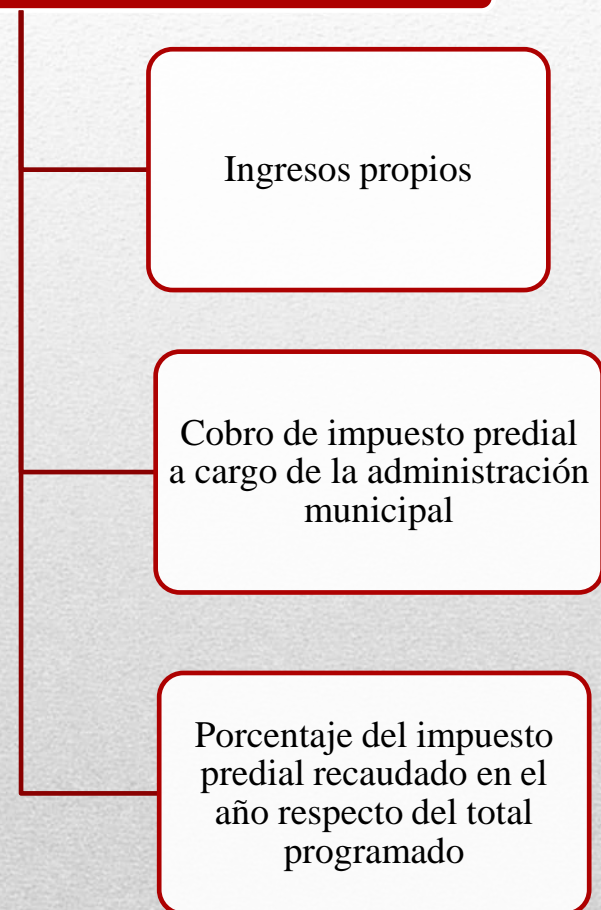 Ingresos propios
Cobro de impuesto predial
a cargo de la administración
municipal
Porcentaje del impuesto
predial recaudado en el
año respecto del total
programado